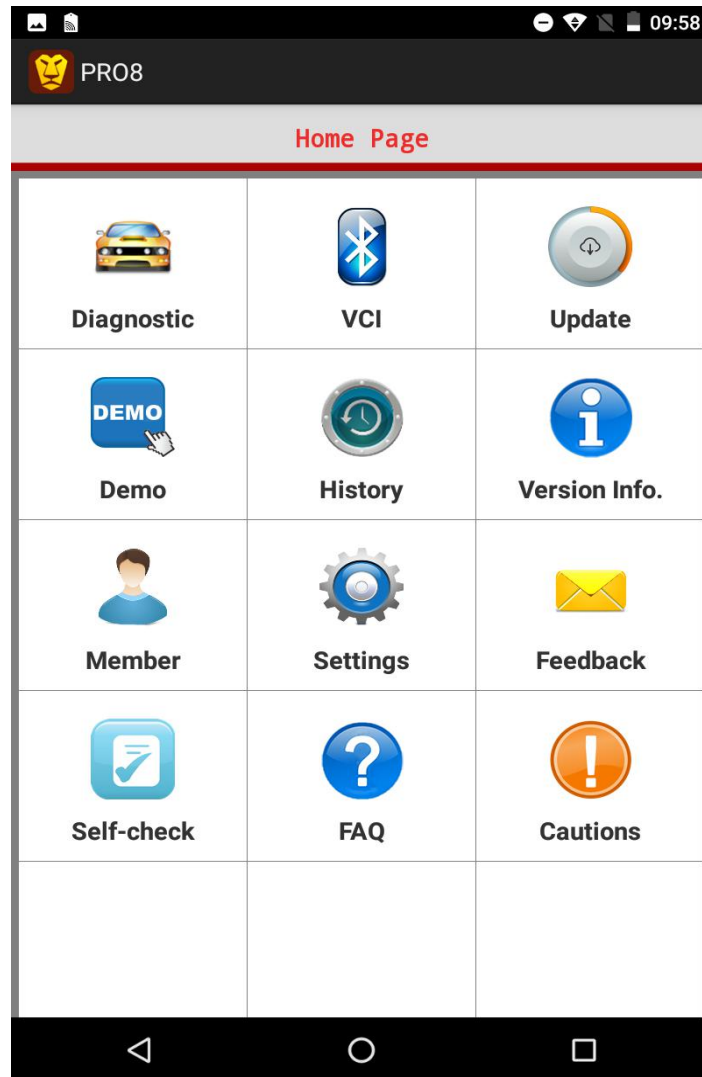 09:58
PRO8
Home Page
Diagnostic
VCI
Update
DEMO
Demo
History
Version Info.
Member
Settings
Feedback
Self-check
FAQ
Cautions